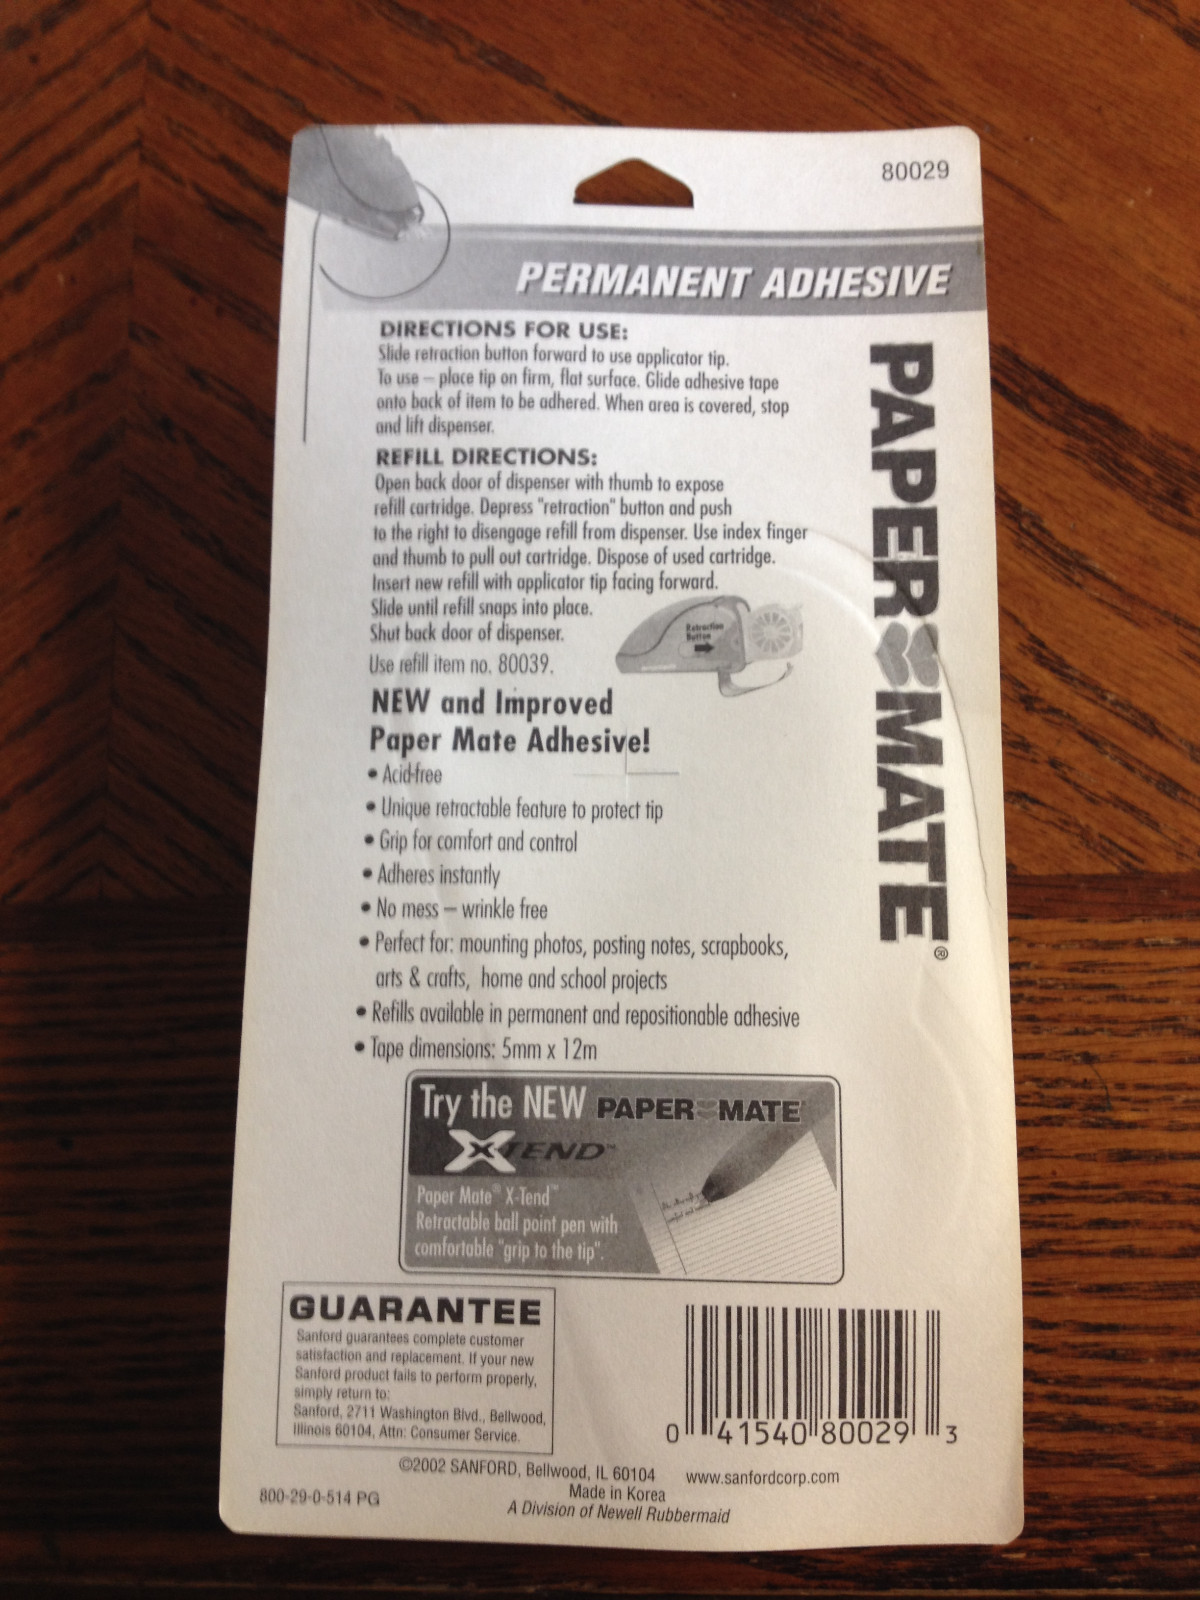 80029
PERMANENT ADHESIVE
PAPER MATE®
DIRECTIONS FOR USE:
Slide retraction button forward to use applicator tip.
To use – place tip on firm, flat surface. Glide adhesive tape
onto back of item to be adhered. When area is covered, stop
and lift dispenser.
REFILL DIRECTIONS:
Open back door of dispenser with thumb to expose
refill cartridge. Depress "retraction" button and push
to the right to disengage refill from dispenser. Use index finger
and thumb to pull out cartridge. Dispose of used cartridge.
Insert new refill with applicator tip facing forward.
Slide until refill snaps into place.
Shut back door of dispenser.
Use refill item no. 80039.
Retraction
Button
NEW and Improved
Paper Mate Adhesive!
• Acid-free
• Unique retractable feature to protect tip
• Grip for comfort and control
• Adheres instantly
• No mess – wrinkle free
• Perfect for: mounting photos, posting notes, scrapbooks,
arts & crafts, home and school projects
• Refills available in permanent and repositionable adhesive
• Tape dimensions: 5mm x 12m
Try the NEW PAPER MATE
X-TEND™
Paper Mate® X-Tend™
Retractable ball point pen with
comfortable "grip to the tip".
GUARANTEE
Sanford guarantees complete customer
satisfaction and replacement. If your new
Sanford product fails to perform properly,
simply return to:
Sanford, 2711 Washington Blvd., Bellwood,
Illinois 60104, Attn: Consumer Service.
0 41540 80029 3
©2002 SANFORD, Bellwood, IL 60104
www.sanfordcorp.com
Made in Korea
800-29-0-514 PG
A Division of Newell Rubbermaid